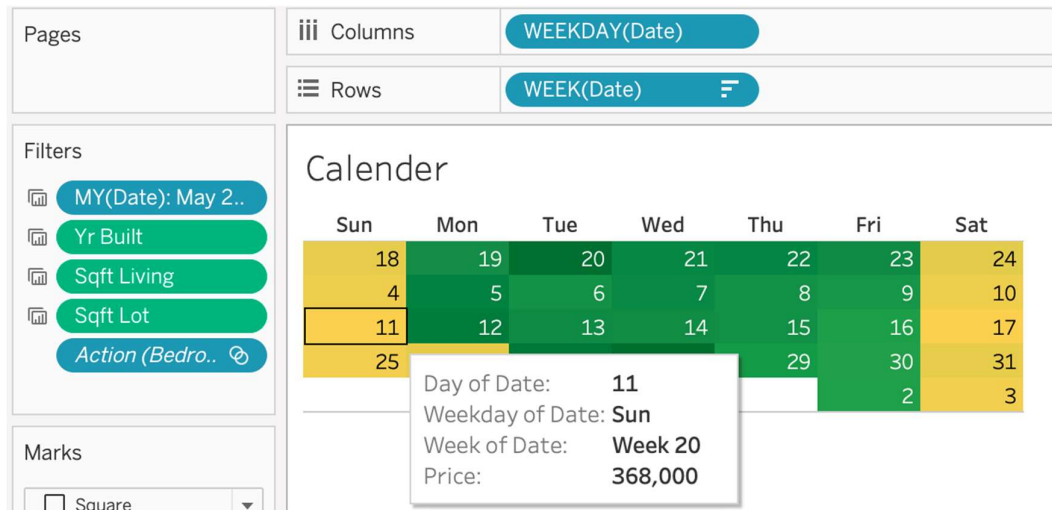 Pages
iii Columns WEEKDAY(Date)
Rows WEEK(Date)
Filters
MY(Date): May 2..
Yr Built
Sqft Living
Sqft Lot
Action (Bedro..
Marks
Square
Calender
Sun Mon Tue Wed Thu Fri Sat
18 19 20 21 22 23 24
4 5 6 7 8 9 10
11 12 13 14 15 16 17
25 29 30 31
2 3
Day of Date: 11
Weekday of Date: Sun
Week of Date: Week 20
Price: 368,000